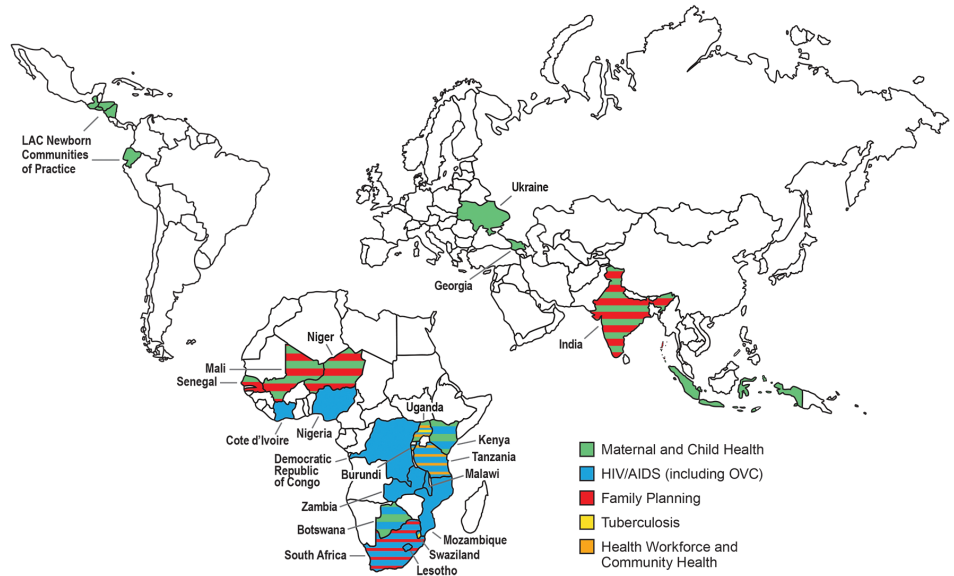 LAC Newborn
Communities
of Practice
Ukraine
Georgia
India
Niger
Mali
Senegal
Cote d'Ivoire
Nigeria
Uganda
Kenya
Tanzania
Malawi
Democratic
Republic
of Congo
Burundi
Zambia
Botswana
South Africa
Mozambique
Swaziland
Lesotho
Maternal and Child Health
HIV/AIDS (including OVC)
Family Planning
Tuberculosis
Health Workforce and
Community Health